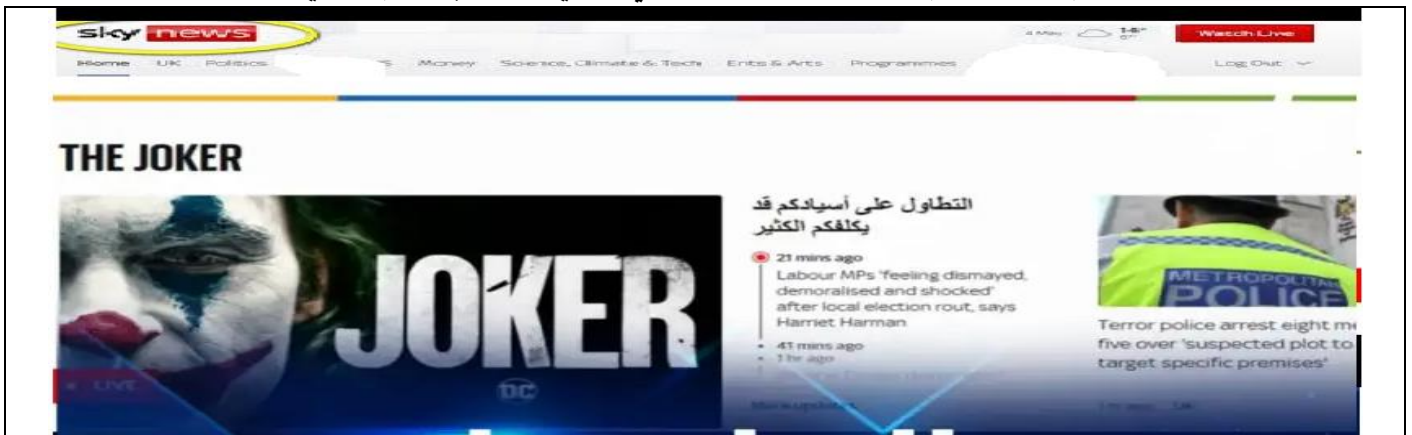 sky news
Watch Live
Home UK Politics Money Science, Climate & Tech Ents & Arts Programmes
Log Out
THE JOKER
JOKER
DC
LIVE
التطاول على أسيادكم قد
يكلفكم الكثير
21 mins ago
Labour MPs 'feeling dismayed,
demoralised and shocked'
after local election rout, says
Harriet Harman
41 mins ago
1 hr ago
METROPOLITAN
POLICE
Terror police arrest eight me
five over 'suspected plot to
target specific premises'